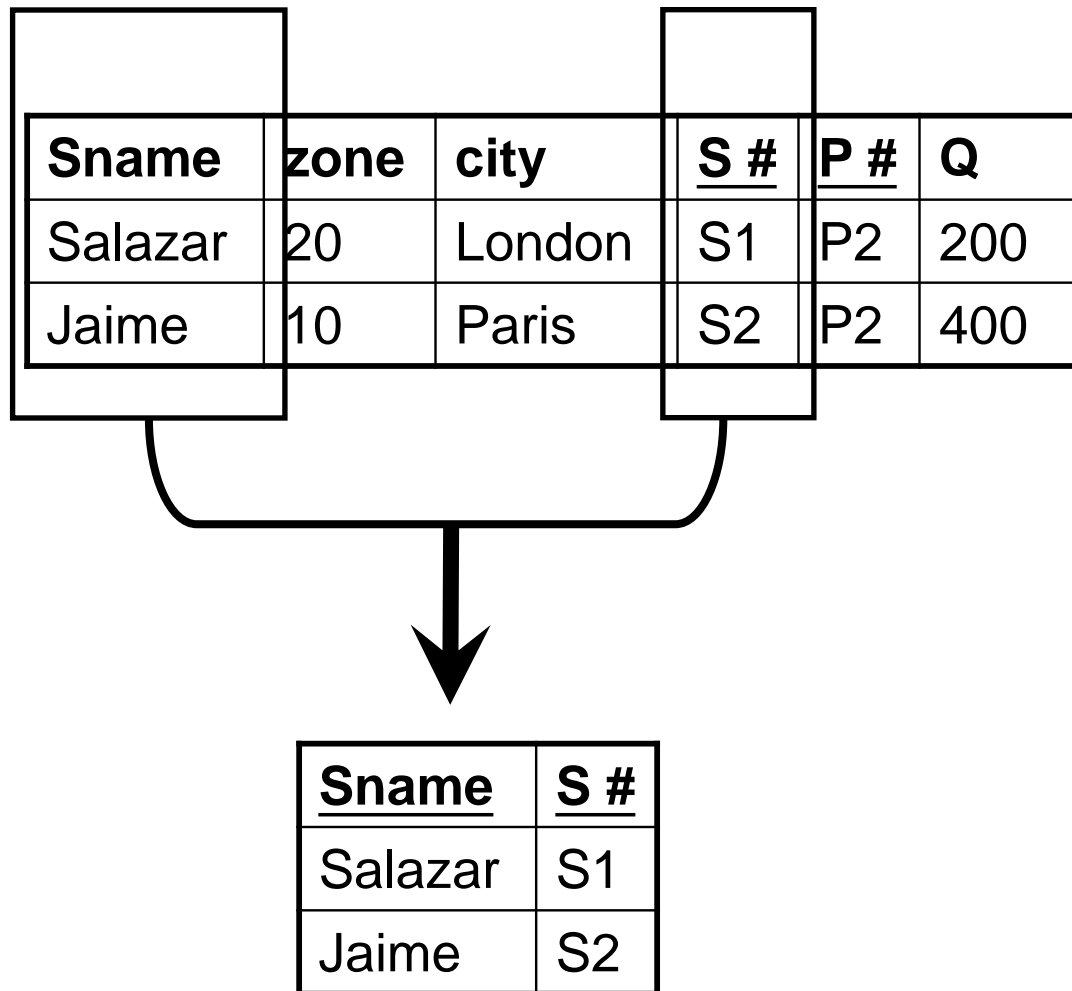 Sname zone city S # P # Q
Salazar 20 London S1 P2 200
Jaime 10 Paris S2 P2 400
Sname S #
Salazar S1
Jaime S2